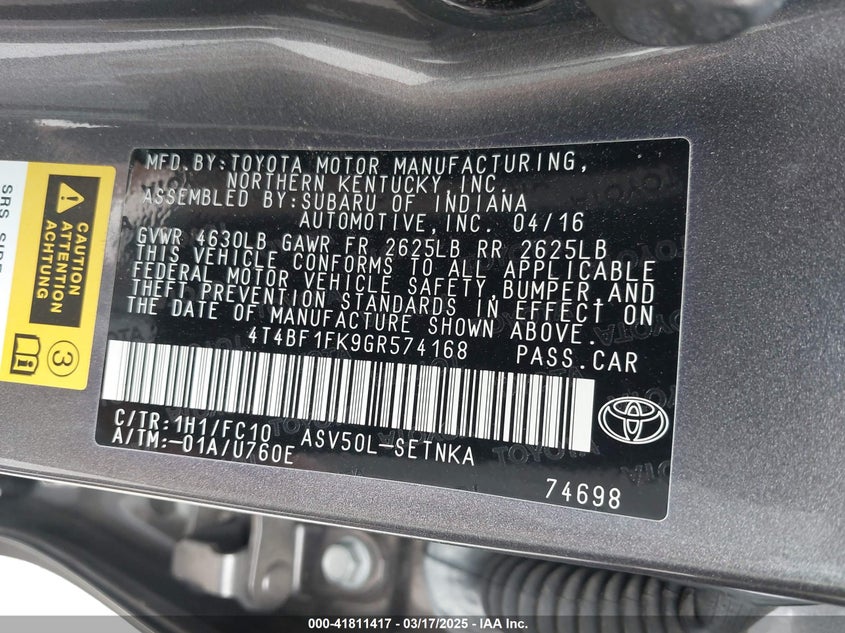 CAUTION
ATTENTION
ACHTUNG
3
MFD.BY:TOYOTA MOTOR MANUFACTURING,
NORTHERN KENTUCKY,INC.
ASSEMBLED BY:SUBARU OF INDIANA
AUTOMOTIVE,INC. 04/16
GVWR 4630LB GAWR FR 2625LB RR 2625LB
THIS VEHICLE CONFORMS TO ALL APPLICABLE
FEDERAL MOTOR VEHICLE SAFETY,BUMPER,AND
THEFT PREVENTION STANDARDS IN EFFECT ON
THE DATE OF MANUFACTURE SHOWN ABOVE.
4T4BF1FK9GR574168 PASS.CAR
C/TR:1H1/FC10 ASV50L-SETNKA
A/TM:-01A/U760E
74698
000-41811417 - 03/17/2025 - IAA Inc.